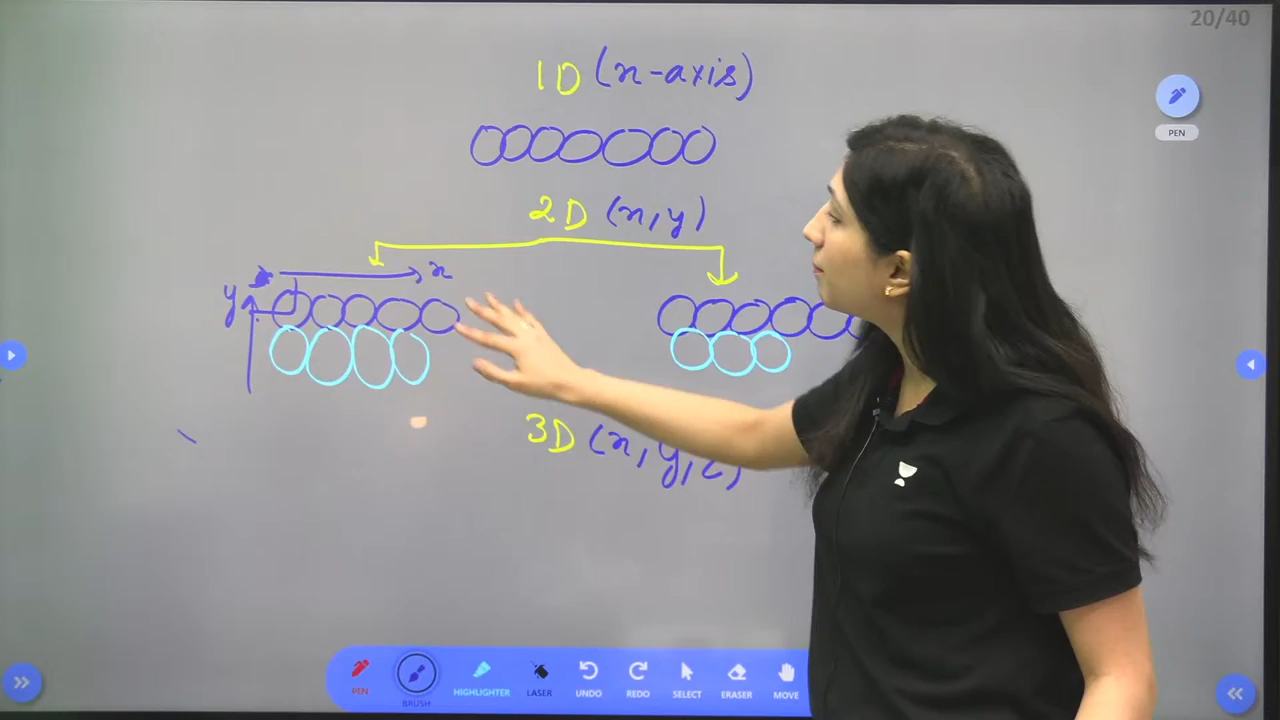 20/40
1D (x-axis)
PEN
2D (x,y)
x
y
3D (x,y,z)
PEN
BRUSH
HIGHLIGHTER
LASER
UNDO
REDO
SELECT
ERASER
MOVE